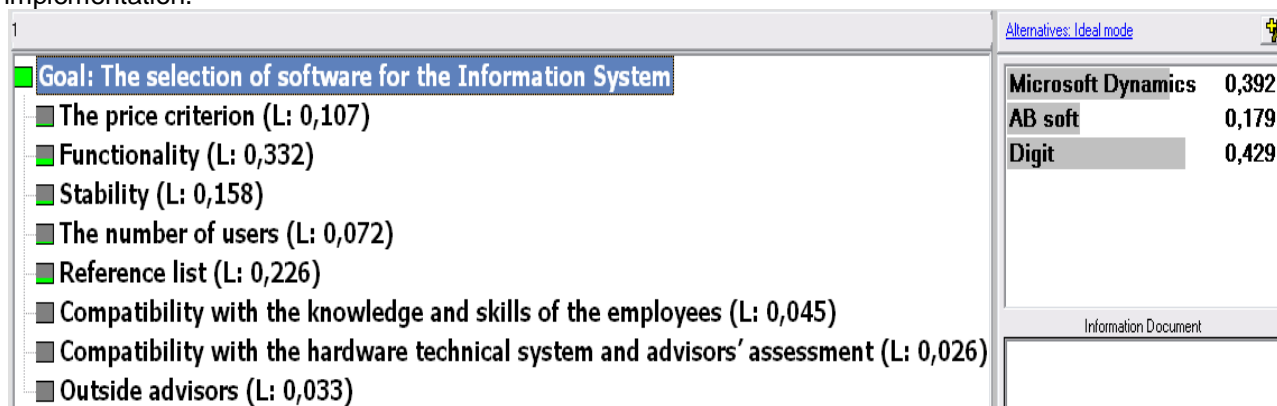 implementation.
1
Goal: The selection of software for the Information System
The price criterion (L: 0,107)
Functionality (L: 0,332)
Stability (L: 0,158)
The number of users (L: 0,072)
Reference list (L: 0,226)
Compatibility with the knowledge and skills of the employees (L: 0,045)
Compatibility with the hardware technical system and advisors’ assessment (L: 0,026)
Outside advisors (L: 0,033)
Alternatives: Ideal mode
Microsoft Dynamics 0,392
AB soft 0,179
Digit 0,429
Information Document